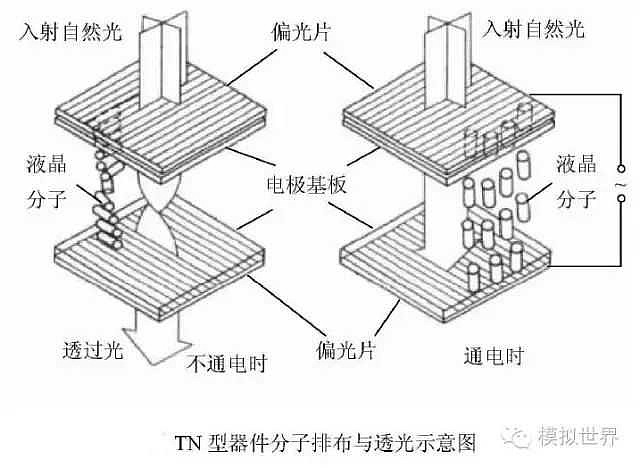 入射自然光
偏光片
入射自然光
液晶
分子
电极基板
液晶
分子
~
透过光
不通电时
偏光片
通电时
TN 型器件分子排布与透光示意图
模拟世界